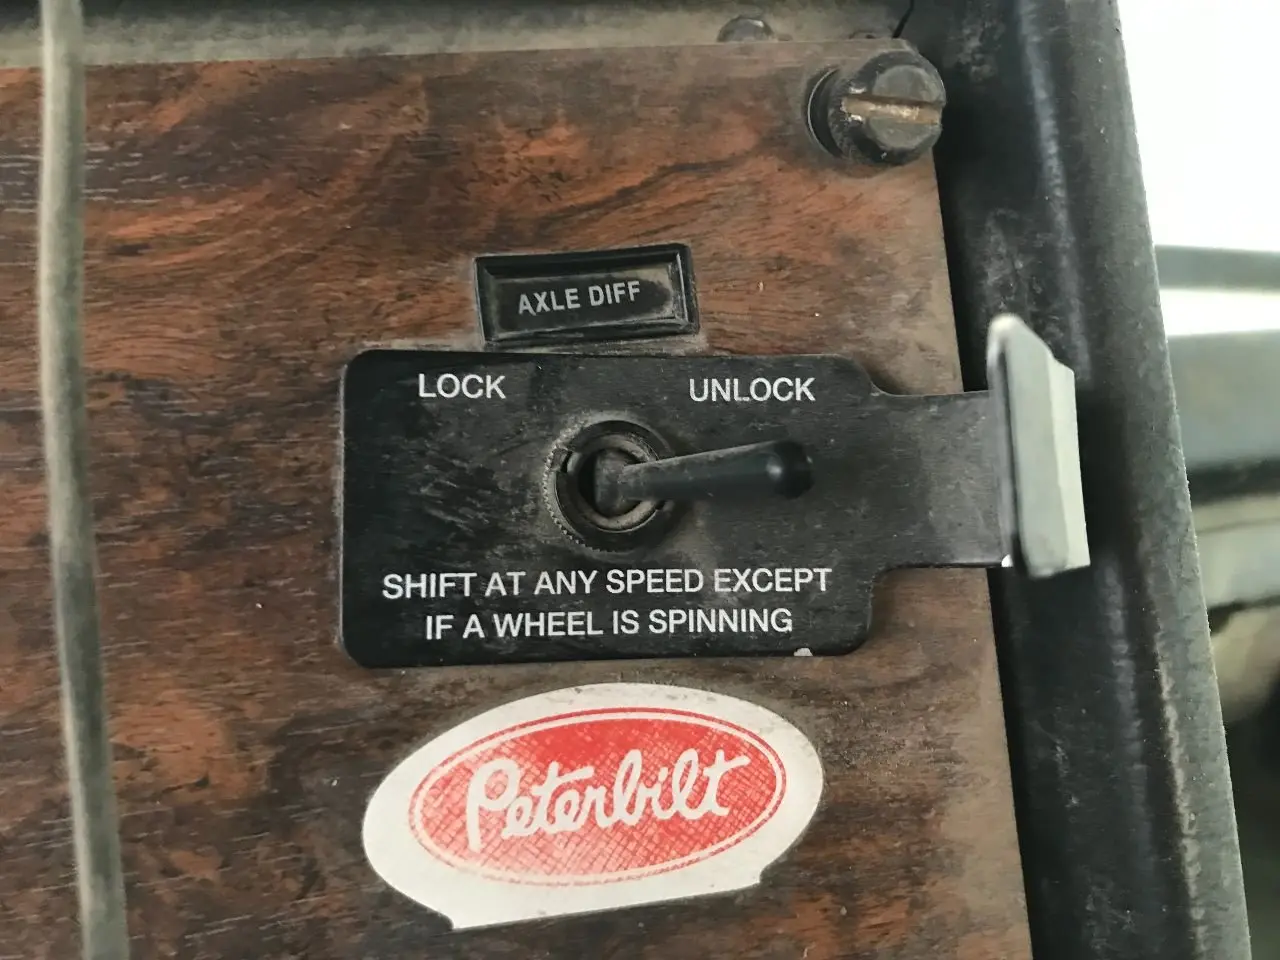 AXLE DIFF
LOCK UNLOCK
SHIFT AT ANY SPEED EXCEPT
IF A WHEEL IS SPINNING
Peterbilt